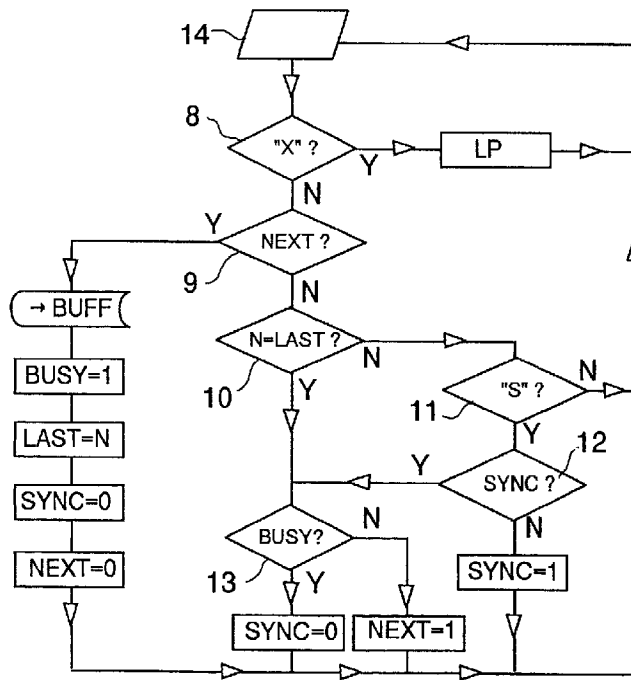 14
8
"X" ?
Y
LP
N
Y
NEXT ?
9
N
→ BUFF
N=LAST ?
N
10
Y
"S" ?
N
11
Y
BUSY=1
LAST=N
12
Y
SYNC ?
SYNC=0
N
BUSY?
N
13
Y
NEXT=0
SYNC=1
SYNC=0
NEXT=1